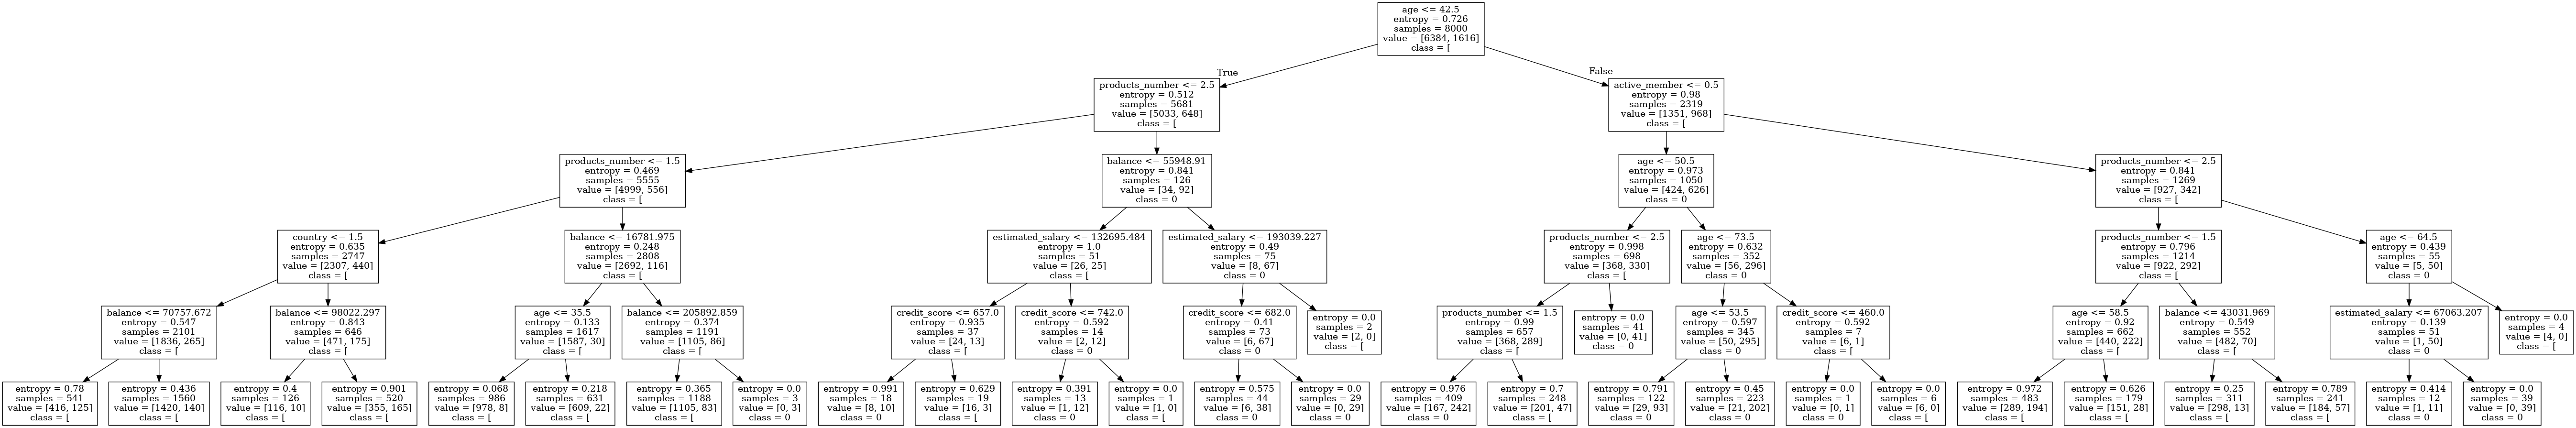 age <= 42.5
entropy = 0.726
samples = 8000
value = [6384, 1616]
class = [
True
False
products_number <= 2.5
entropy = 0.512
samples = 5681
value = [5033, 648]
class = [
active_member <= 0.5
entropy = 0.98
samples = 2319
value = [1351, 968]
class = [
products_number <= 1.5
entropy = 0.469
samples = 5555
value = [4999, 556]
class = [
balance <= 55948.91
entropy = 0.841
samples = 126
value = [34, 92]
class = 0
age <= 50.5
entropy = 0.973
samples = 1050
value = [424, 626]
class = 0
products_number <= 2.5
entropy = 0.841
samples = 1269
value = [927, 342]
class = [
country <= 1.5
entropy = 0.635
samples = 2747
value = [2307, 440]
class = [
balance <= 16781.975
entropy = 0.248
samples = 2808
value = [2692, 116]
class = [
estimated_salary <= 132695.484
entropy = 1.0
samples = 51
value = [26, 25]
class = [
estimated_salary <= 193039.227
entropy = 0.49
samples = 75
value = [8, 67]
class = 0
products_number <= 2.5
entropy = 0.998
samples = 698
value = [368, 330]
class = [
age <= 73.5
entropy = 0.632
samples = 352
value = [56, 296]
class = 0
products_number <= 1.5
entropy = 0.796
samples = 1214
value = [922, 292]
class = [
age <= 64.5
entropy = 0.439
samples = 55
value = [5, 50]
class = 0
balance <= 70757.672
entropy = 0.547
samples = 2101
value = [1836, 265]
class = [
balance <= 98022.297
entropy = 0.843
samples = 646
value = [471, 175]
class = [
age <= 35.5
entropy = 0.133
samples = 1617
value = [1587, 30]
class = [
balance <= 205892.859
entropy = 0.374
samples = 1191
value = [1105, 86]
class = [
credit_score <= 657.0
entropy = 0.935
samples = 37
value = [24, 13]
class = [
credit_score <= 742.0
entropy = 0.592
samples = 14
value = [2, 12]
class = 0
credit_score <= 682.0
entropy = 0.41
samples = 73
value = [6, 67]
class = 0
entropy = 0.0
samples = 2
value = [2, 0]
class = [
products_number <= 1.5
entropy = 0.99
samples = 657
value = [368, 289]
class = [
entropy = 0.0
samples = 41
value = [0, 41]
class = 0
age <= 53.5
entropy = 0.597
samples = 345
value = [50, 295]
class = 0
credit_score <= 460.0
entropy = 0.592
samples = 7
value = [6, 1]
class = [
age <= 58.5
entropy = 0.92
samples = 662
value = [440, 222]
class = [
balance <= 43031.969
entropy = 0.549
samples = 552
value = [482, 70]
class = [
estimated_salary <= 67063.207
entropy = 0.139
samples = 51
value = [1, 50]
class = 0
entropy = 0.0
samples = 4
value = [4, 0]
class = [
entropy = 0.78
samples = 541
value = [416, 125]
class = [
entropy = 0.436
samples = 1560
value = [1420, 140]
class = [
entropy = 0.4
samples = 126
value = [116, 10]
class = [
entropy = 0.901
samples = 520
value = [355, 165]
class = [
entropy = 0.068
samples = 986
value = [978, 8]
class = [
entropy = 0.218
samples = 631
value = [609, 22]
class = [
entropy = 0.365
samples = 1188
value = [1105, 83]
class = [
entropy = 0.0
samples = 3
value = [0, 3]
class = 0
entropy = 0.991
samples = 18
value = [8, 10]
class = 0
entropy = 0.629
samples = 19
value = [16, 3]
class = [
entropy = 0.391
samples = 13
value = [1, 12]
class = 0
entropy = 0.0
samples = 1
value = [1, 0]
class = [
entropy = 0.575
samples = 44
value = [6, 38]
class = 0
entropy = 0.0
samples = 29
value = [0, 29]
class = 0
entropy = 0.976
samples = 409
value = [167, 242]
class = 0
entropy = 0.7
samples = 248
value = [201, 47]
class = [
entropy = 0.791
samples = 122
value = [29, 93]
class = 0
entropy = 0.45
samples = 223
value = [21, 202]
class = 0
entropy = 0.0
samples = 1
value = [0, 1]
class = 0
entropy = 0.0
samples = 6
value = [6, 0]
class = [
entropy = 0.972
samples = 483
value = [289, 194]
class = [
entropy = 0.626
samples = 179
value = [151, 28]
class = [
entropy = 0.25
samples = 311
value = [298, 13]
class = [
entropy = 0.789
samples = 241
value = [184, 57]
class = [
entropy = 0.414
samples = 12
value = [1, 11]
class = 0
entropy = 0.0
samples = 39
value = [0, 39]
class = 0